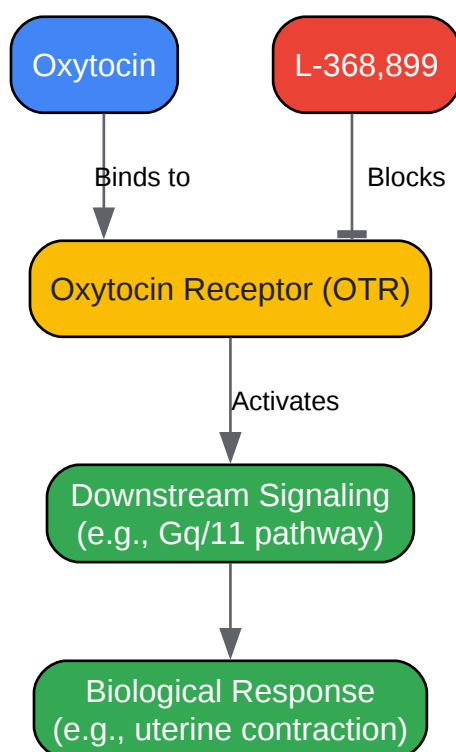 Oxytocin
L-368,899
Binds to
Blocks
Oxytocin Receptor (OTR)
Activates
Downstream Signaling
(e.g., Gq/11 pathway)
Biological Response
(e.g., uterine contraction)